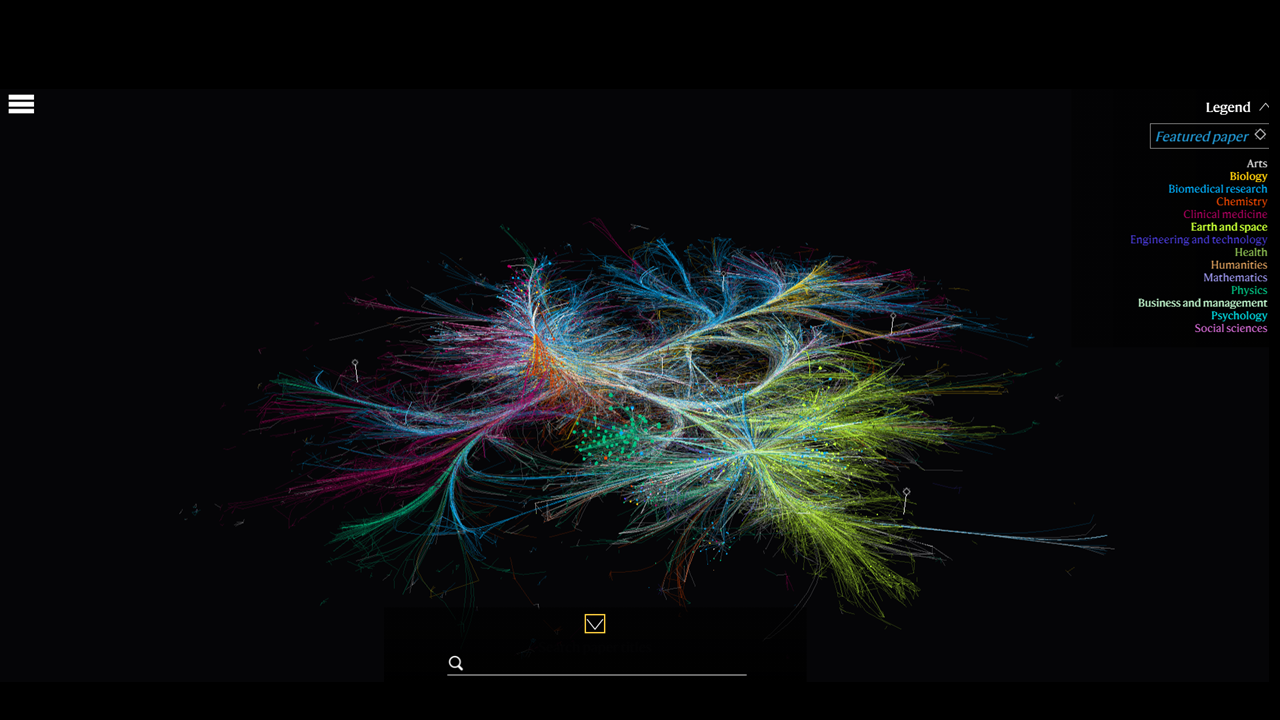 Legend
Featured paper
Arts
Biology
Biomedical research
Chemistry
Clinical medicine
Earth and space
Engineering and technology
Health
Humanities
Mathematics
Physics
Business and management
Psychology
Social sciences